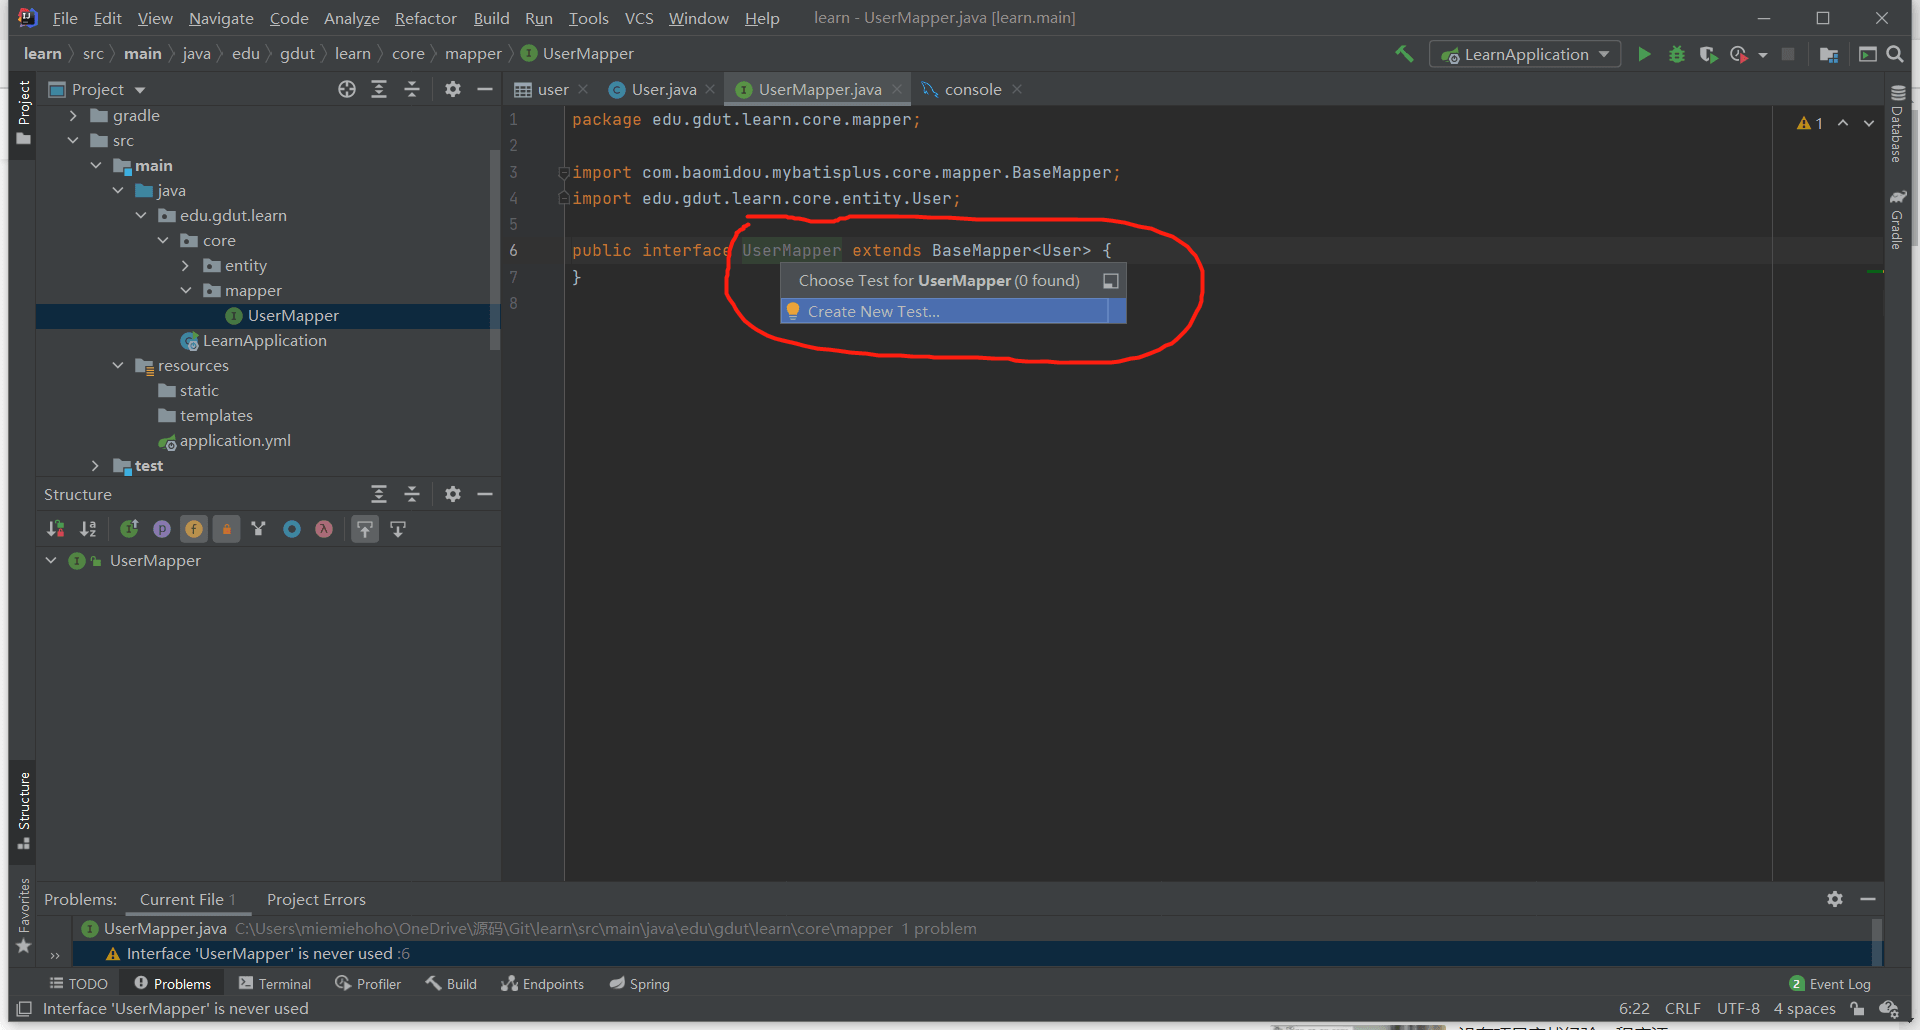 File Edit View Navigate Code Analyze Refactor Build Run Tools VCS Window Help learn - UserMapper.java [learn.main]
learn src main java edu gdut learn core mapper UserMapper LearnApplication
Project
Project
user User.java UserMapper.java console
gradle
src
main
java
edu.gdut.learn
core
entity
mapper
UserMapper
LearnApplication
resources
static
templates
application.yml
test
1 package edu.gdut.learn.core.mapper;
2
3 import com.baomidou.mybatisplus.core.mapper.BaseMapper;
4 import edu.gdut.learn.core.entity.User;
5
6 public interface UserMapper extends BaseMapper<User> {
7 }
8
Choose Test for UserMapper (0 found)
Create New Test...
1
Database
Gradle
Structure
UserMapper
Structure
Favorites
Problems: Current File 1 Project Errors
UserMapper.java C:\Users\miemiehoho\OneDrive\源码\Git\learn\src\main\java\edu\gdut\learn\core\mapper 1 problem
Interface 'UserMapper' is never used :6
TODO Problems Terminal Profiler Build Endpoints Spring 2 Event Log
Interface 'UserMapper' is never used 6:22 CRLF UTF-8 4 spaces